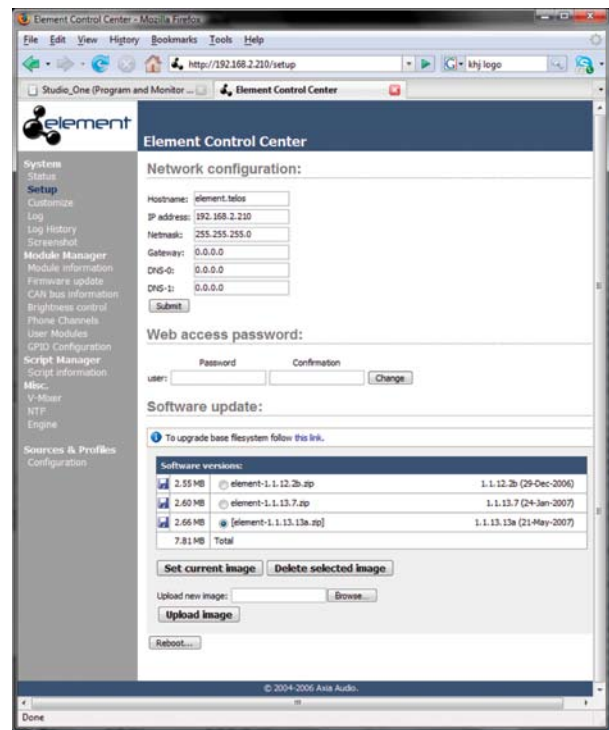 Element Control Center - Mozilla Firefox
File Edit View History Bookmarks Tools Help
http://192.168.2.210/setup
khj logo
Studio_One (Program and Monitor ...
Element Control Center
element
Element Control Center
System
Status
Setup
Customize
Log
Log History
Screenshot
Module Manager
Module information
Firmware update
CAN bus information
Brightness control
Phone Channels
User Modules
GPIO Configuration
Script Manager
Script information
Misc.
V-Mixer
NTP
Engine
Sources & Profiles
Configuration
Network configuration:
Hostname: element.telos
IP address: 192.168.2.210
Netmask: 255.255.255.0
Gateway: 0.0.0.0
DNS-0: 0.0.0.0
DNS-1: 0.0.0.0
Submit
Web access password:
Password Confirmation
user: Change
Software update:
To upgrade base filesystem follow this link.
Software versions:
2.55 MB element-1.1.12.2b.zip 1.1.12.2b (29-Dec-2006)
2.60 MB element-1.1.13.7.zip 1.1.13.7 (24-Jan-2007)
2.66 MB [element-1.1.13.13a.zip] 1.1.13.13a (21-May-2007)
7.81 MB Total
Set current image Delete selected image
Upload new image: Browse...
Upload image
Reboot...
© 2004-2006 Axia Audio.
Done